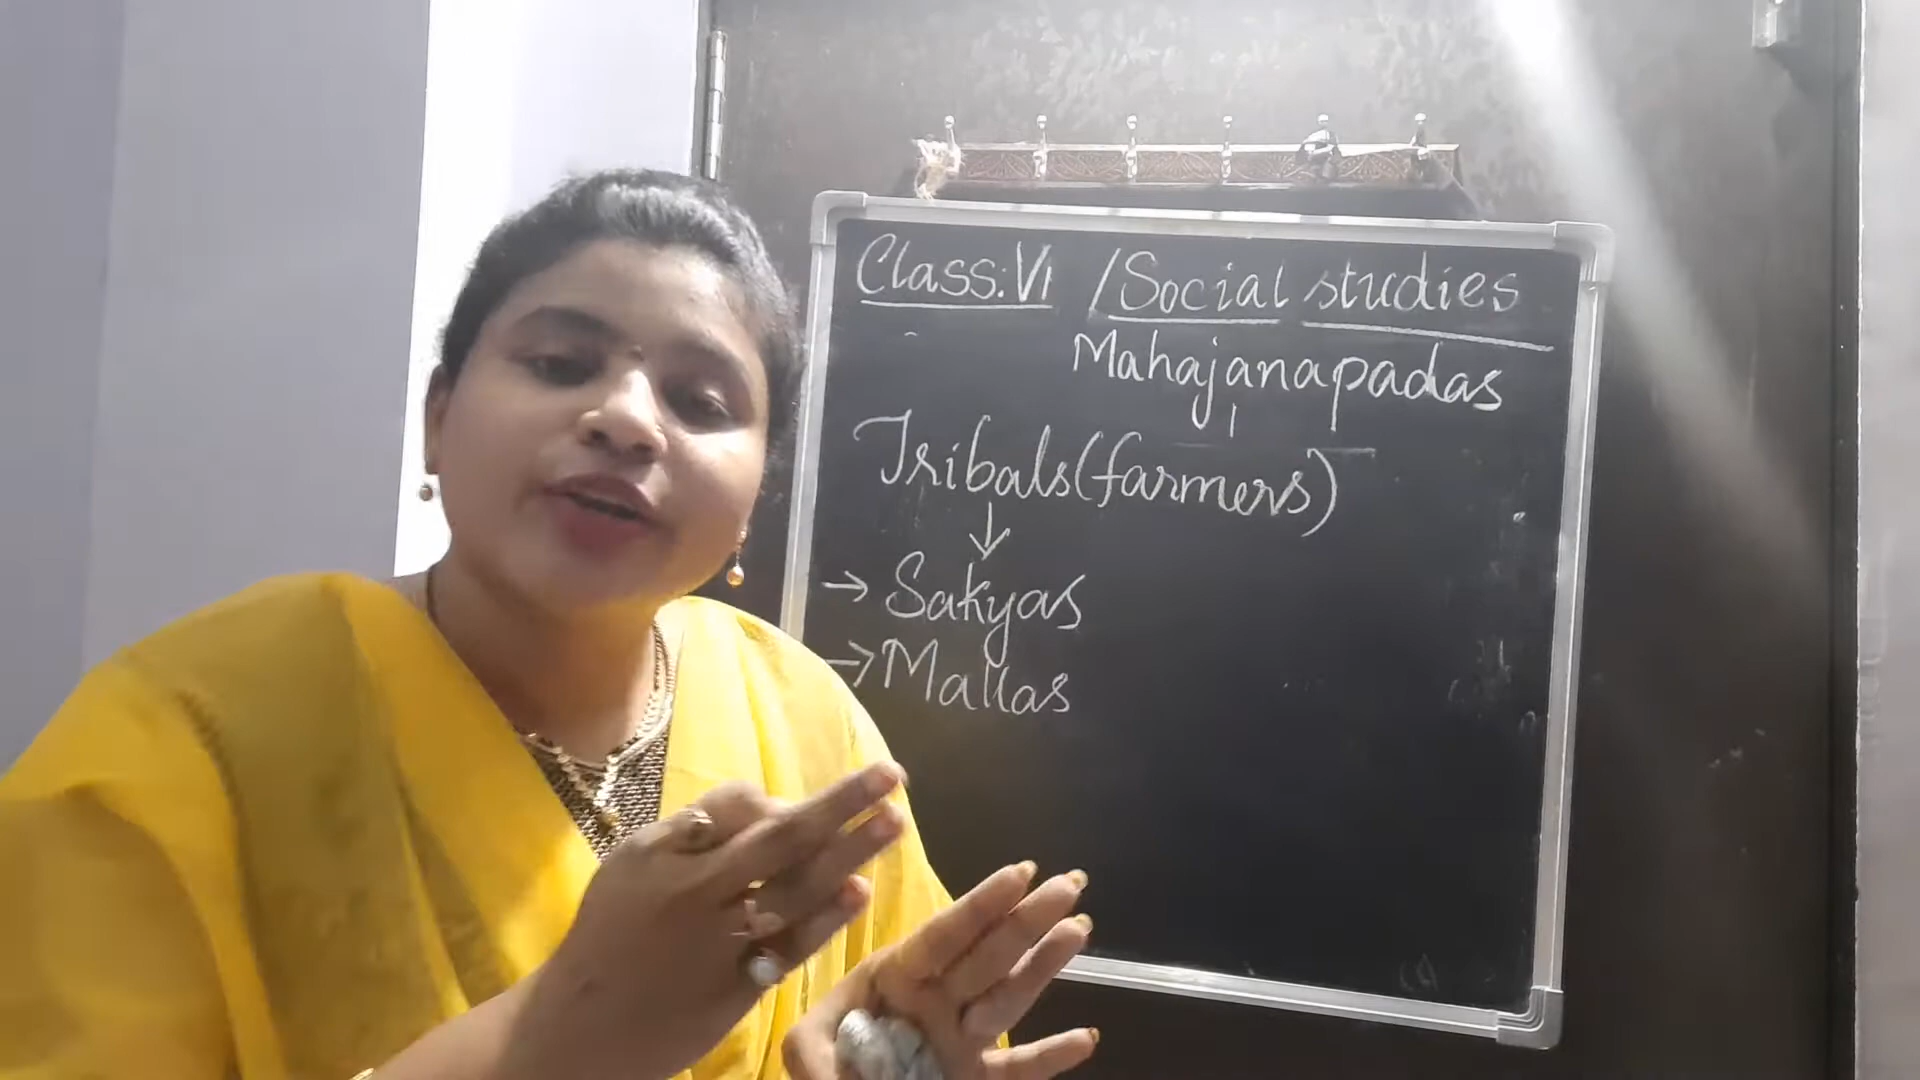 Class: VI / Social studies
Mahajanapadas
Tribals (farmers)
↓
→ Sakyas
→ Mallas